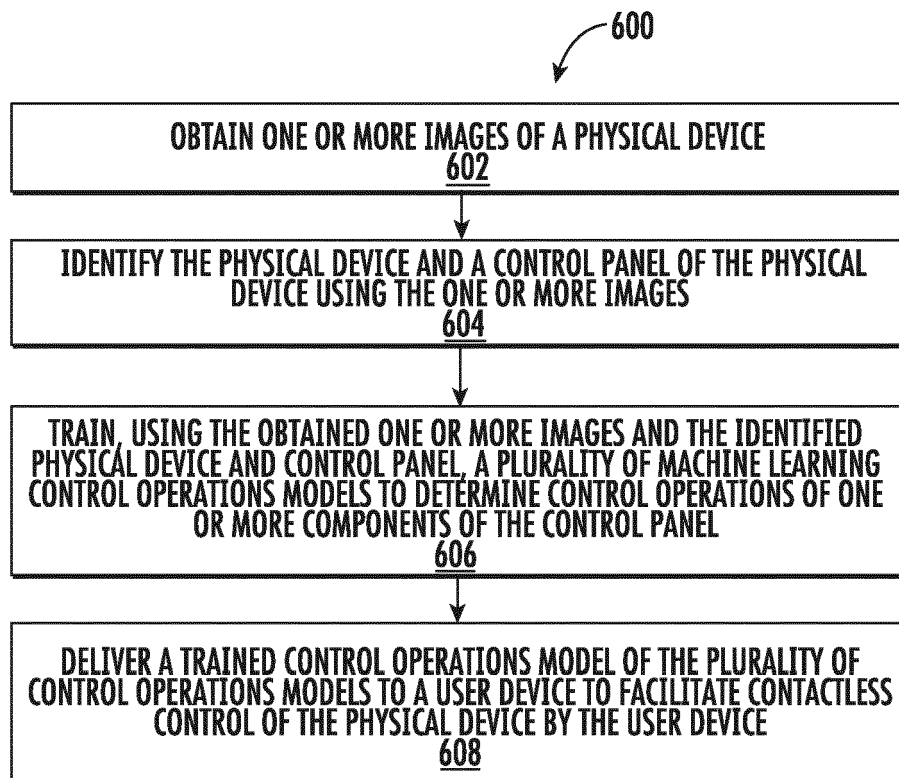 600
OBTAIN ONE OR MORE IMAGES OF A PHYSICAL DEVICE
602
IDENTIFY THE PHYSICAL DEVICE AND A CONTROL PANEL OF THE PHYSICAL
DEVICE USING THE ONE OR MORE IMAGES
604
TRAIN, USING THE OBTAINED ONE OR MORE IMAGES AND THE IDENTIFIED
PHYSICAL DEVICE AND CONTROL PANEL, A PLURALITY OF MACHINE LEARNING
CONTROL OPERATIONS MODELS TO DETERMINE CONTROL OPERATIONS OF ONE
OR MORE COMPONENTS OF THE CONTROL PANEL
606
DELIVER A TRAINED CONTROL OPERATIONS MODEL OF THE PLURALITY OF
CONTROL OPERATIONS MODELS TO A USER DEVICE TO FACILITATE CONTACTLESS
CONTROL OF THE PHYSICAL DEVICE BY THE USER DEVICE
608